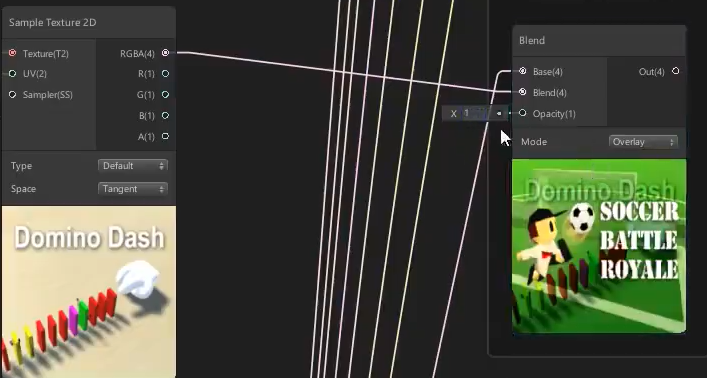 Sample Texture 2D
Texture(T2)
RGBA(4)
UV(2)
R(1)
Sampler(SS)
G(1)
B(1)
A(1)
Type
Default
Space
Tangent
Domino Dash
Blend
Base(4)
Out(4)
Blend(4)
X 1
Opacity(1)
Mode
Overlay
Domino Dash
SOCCER
BATTLE
ROYALE